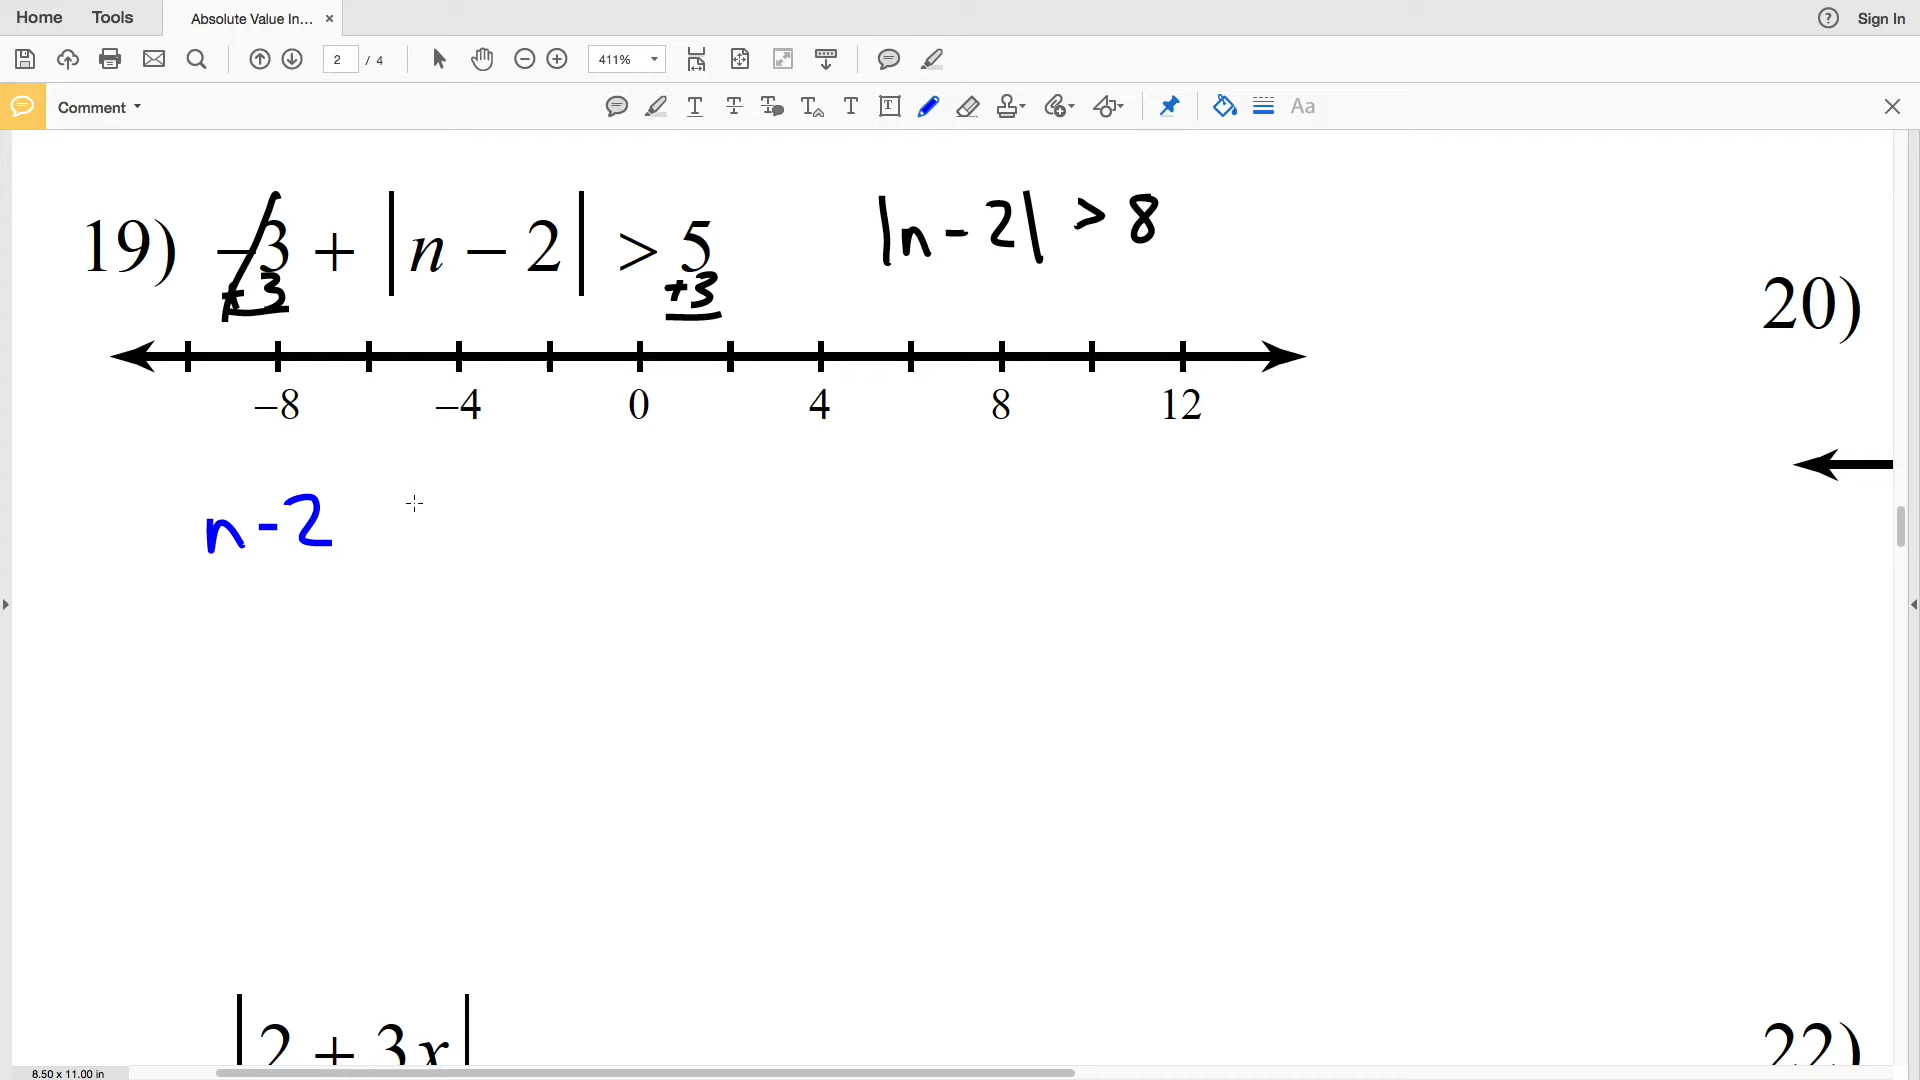 Home Tools Absolute Value In... × ? Sign In
2 / 4 411%
Comment T T T T T T Aa
19) –3 + |n – 2| > 5
|n - 2| > 8
+3 +3
20)
–8 –4 0 4 8 12
n - 2
|2 + 3x|
22)
8.50 x 11.00 in